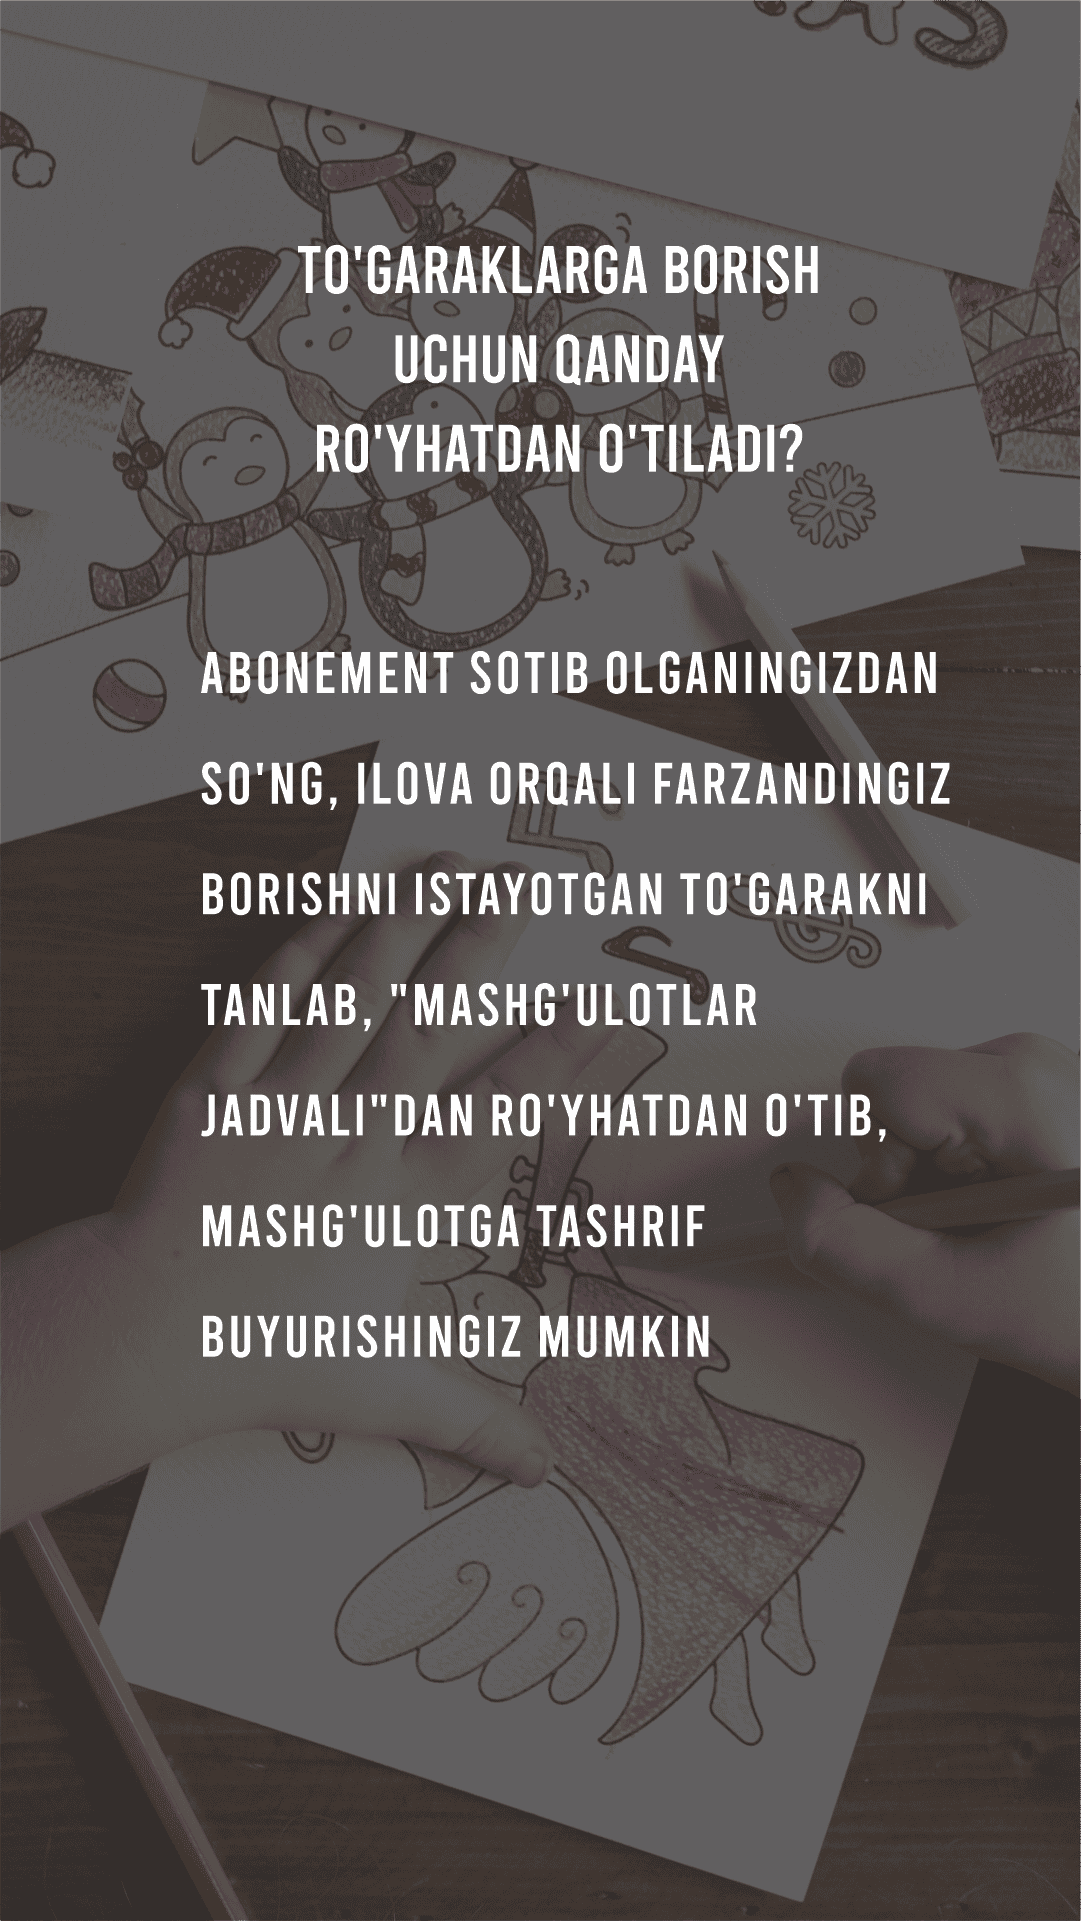 TO'GARAKLARGA BORISH
UCHUN QANDAY
RO'YHATDAN O'TILADI?
ABONEMENT SOTIB OLGANINGIZDAN
SO'NG, ILOVA ORQALI FARZANDINGIZ
BORISHNI ISTAYOTGAN TO'GARAKNI
TANLAB, "MASHG'ULOTLAR
JADVALI"DAN RO'YHATDAN O'TIB,
MASHG'ULOTGA TASHRIF
BUYURISHINGIZ MUMKIN